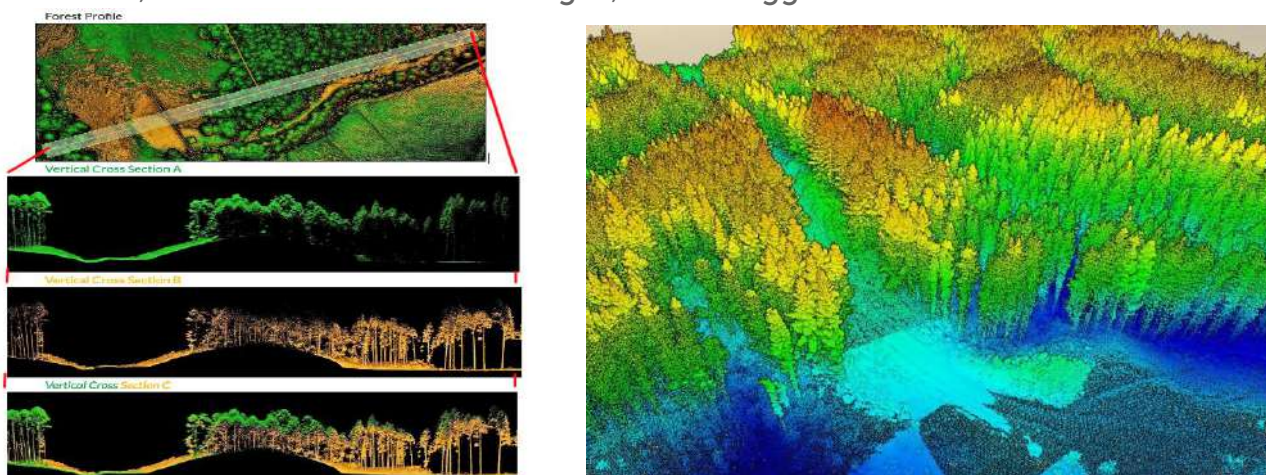 Forest Profile
Vertical Cross Section A
Vertical Cross Section B
Vertical Cross Section C